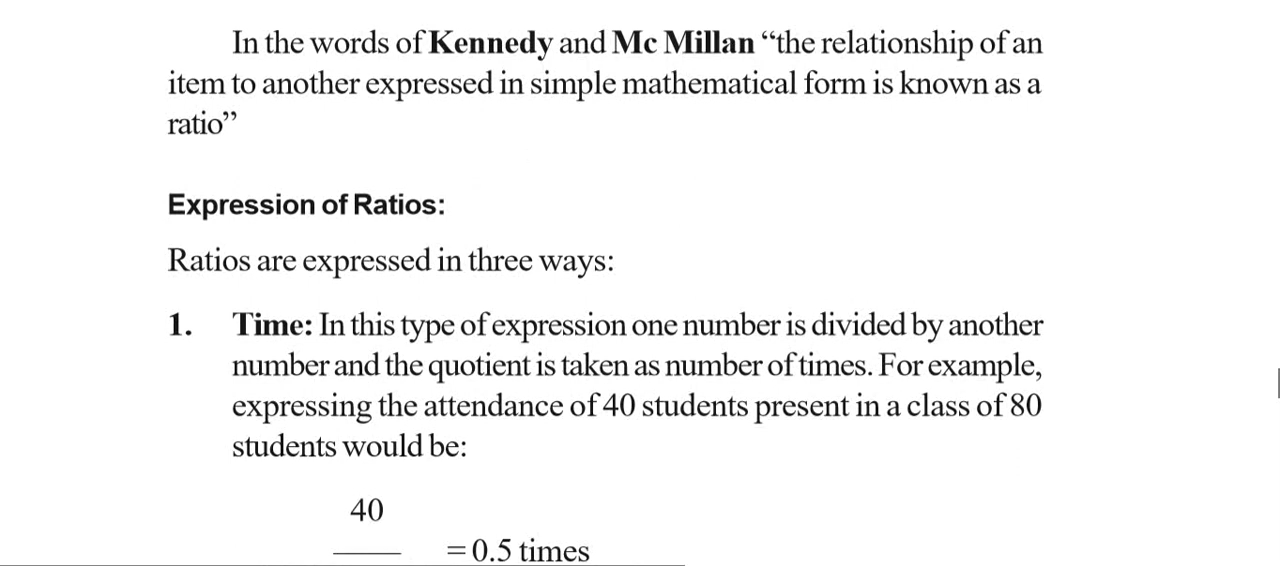 In the words of Kennedy and Mc Millan “the relationship of an
item to another expressed in simple mathematical form is known as a
ratio”
Expression of Ratios:
Ratios are expressed in three ways:
1. Time: In this type of expression one number is divided by another
number and the quotient is taken as number of times. For example,
expressing the attendance of 40 students present in a class of 80
students would be:
40
= 0.5 times